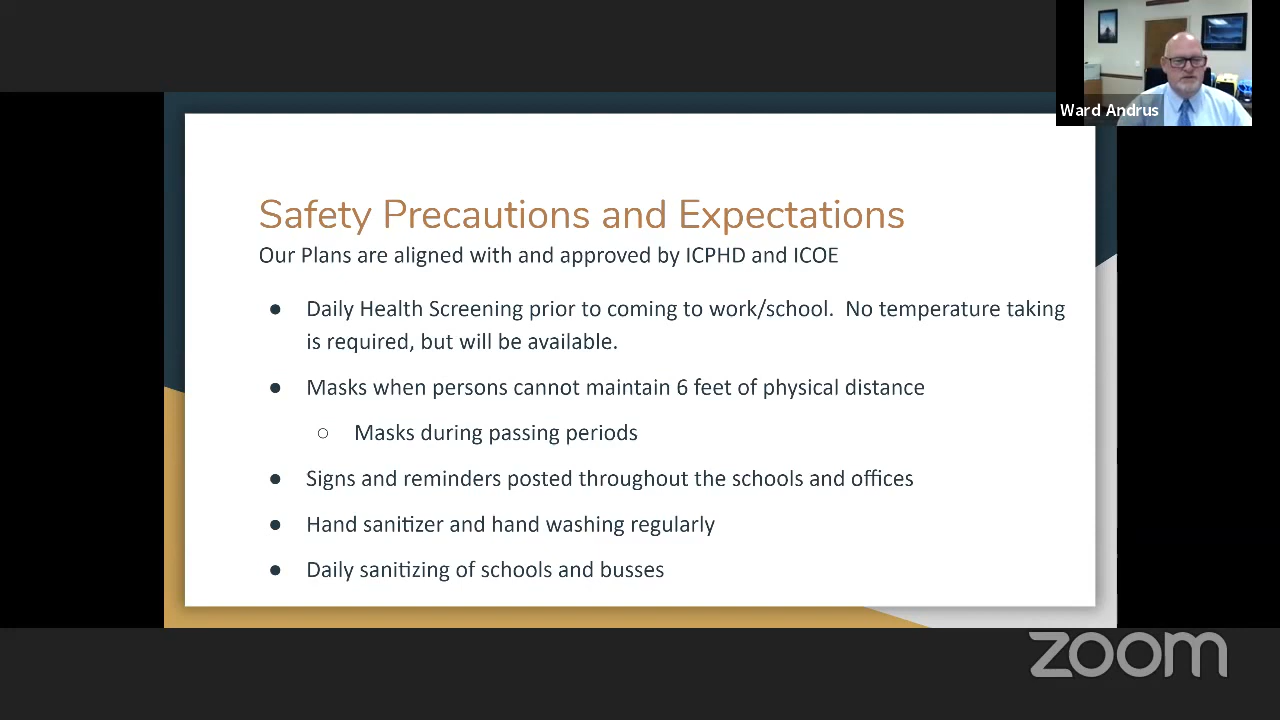 Ward Andrus
Safety Precautions and Expectations
Our Plans are aligned with and approved by ICPHD and ICOE
● Daily Health Screening prior to coming to work/school.  No temperature taking
is required, but will be available.
● Masks when persons cannot maintain 6 feet of physical distance
○ Masks during passing periods
● Signs and reminders posted throughout the schools and offices
● Hand sanitizer and hand washing regularly
● Daily sanitizing of schools and busses
zoom